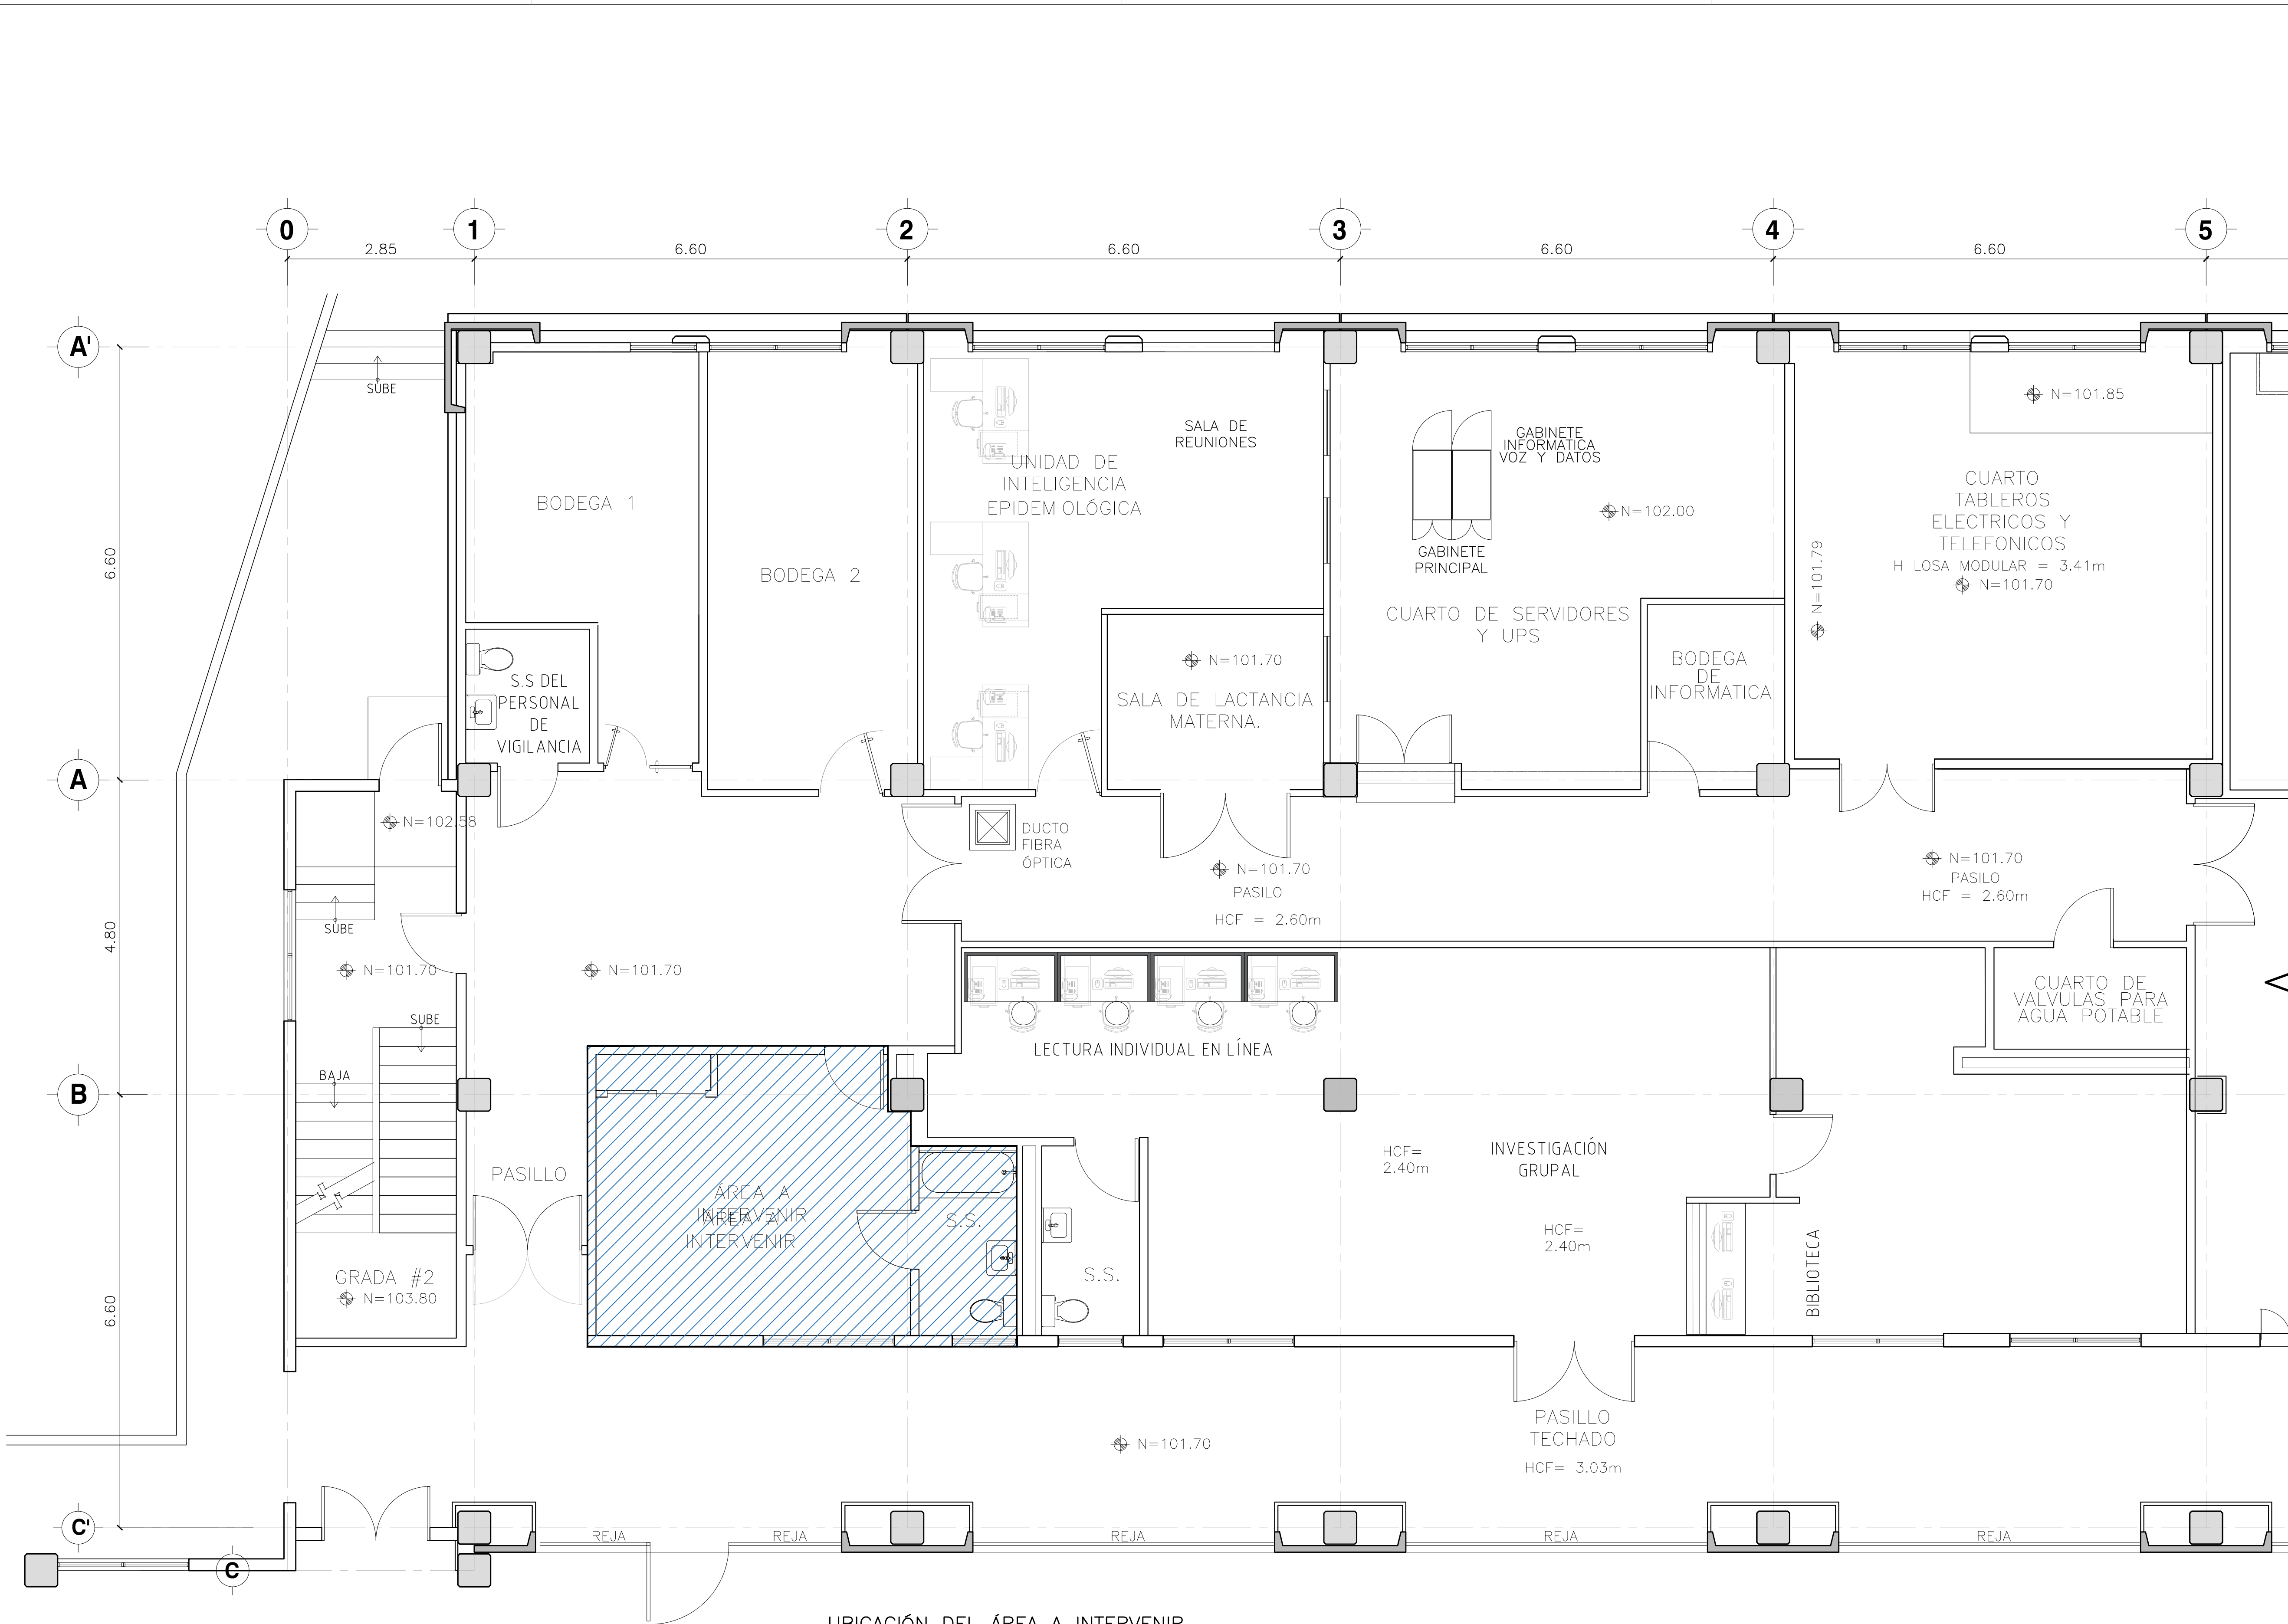 0
1
2
3
4
5
2.85
6.60
6.60
6.60
6.60
A'
SUBE
N=101.85
SALA DE
REUNIONES
GABINETE
INFORMATICA
VOZ Y DATOS
UNIDAD DE
INTELIGENCIA
EPIDEMIOLÓGICA
BODEGA 1
N=102.00
CUARTO
TABLEROS
ELECTRICOS Y
TELEFONICOS
H LOSA MODULAR = 3.41m
N=101.70
N=101.79
GABINETE
PRINCIPAL
6.60
BODEGA 2
CUARTO DE SERVIDORES
Y UPS
N=101.70
SALA DE LACTANCIA
MATERNA.
BODEGA
DE
INFORMATICA
S.S DEL
PERSONAL
DE
VIGILANCIA
A
N=102.58
DUCTO
FIBRA
ÓPTICA
N=101.70
PASILO
HCF = 2.60m
N=101.70
PASILO
HCF = 2.60m
SUBE
4.80
N=101.70
N=101.70
CUARTO DE
VALVULAS PARA
AGUA POTABLE
SUBE
LECTURA INDIVIDUAL EN LÍNEA
BAJA
B
HCF=
2.40m
INVESTIGACIÓN
GRUPAL
PASILLO
ÁREA A
INTERVENIR
ÁREA A
INTERVENIR
S.S.
HCF=
2.40m
BIBLIOTECA
S.S.
GRADA #2
N=103.80
6.60
PASILLO
TECHADO
HCF= 3.03m
N=101.70
C'
REJA
REJA
REJA
REJA
REJA
C
UBICACIÓN DEL ÁREA A INTERVENIR